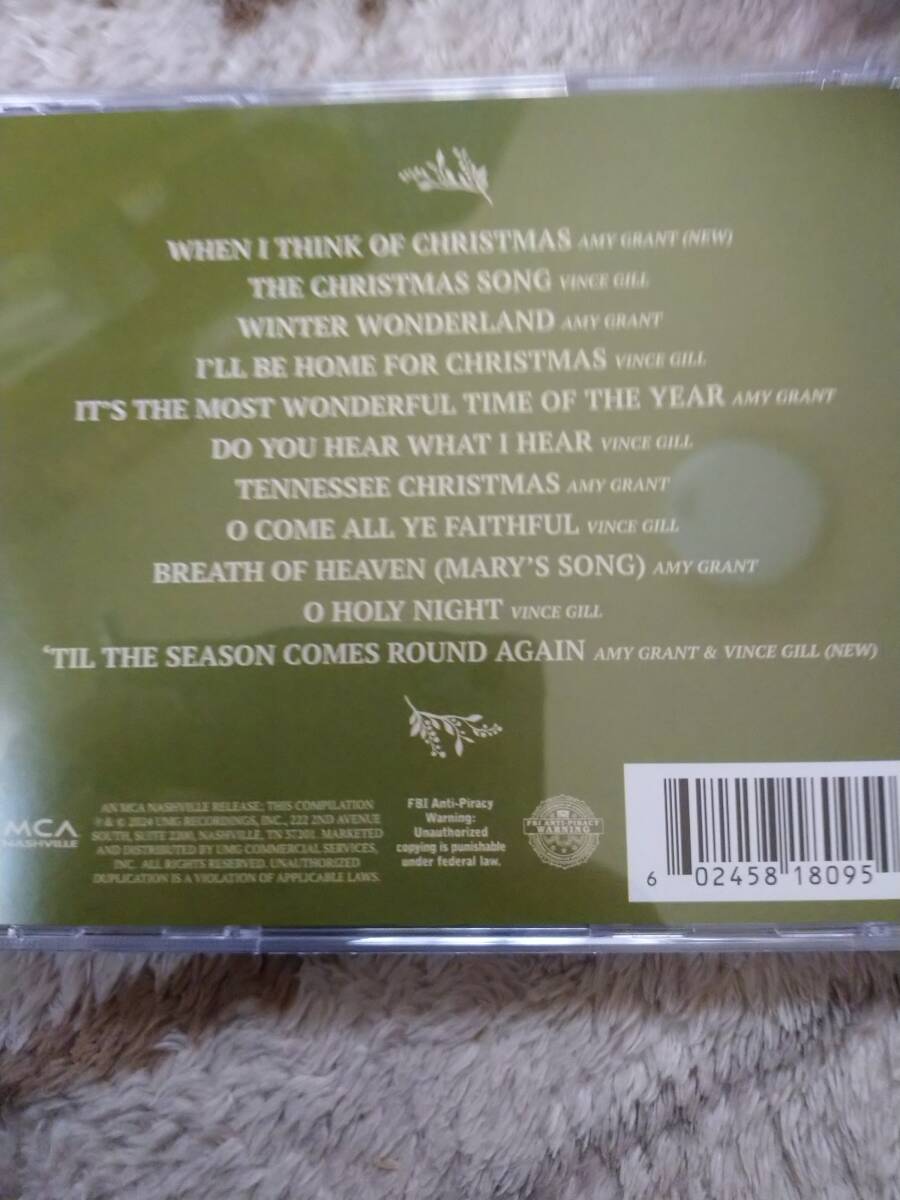 WHEN I THINK OF CHRISTMAS AMY GRANT (NEW)
THE CHRISTMAS SONG VINCE GILL
WINTER WONDERLAND AMY GRANT
I'LL BE HOME FOR CHRISTMAS VINCE GILL
IT'S THE MOST WONDERFUL TIME OF THE YEAR AMY GRANT
DO YOU HEAR WHAT I HEAR VINCE GILL
TENNESSEE CHRISTMAS AMY GRANT
O COME ALL YE FAITHFUL VINCE GILL
BREATH OF HEAVEN (MARY'S SONG) AMY GRANT
O HOLY NIGHT VINCE GILL
'TIL THE SEASON COMES ROUND AGAIN AMY GRANT & VINCE GILL (NEW)
MCA
NASHVILLE
AN MCA NASHVILLE RELEASE; THIS COMPILATION
℗ & © 2024 UMG RECORDINGS, INC., 222 2ND AVENUE
SOUTH, SUITE 2200, NASHVILLE, TN 37201. MARKETED
AND DISTRIBUTED BY UMG COMMERCIAL SERVICES,
INC. ALL RIGHTS RESERVED. UNAUTHORIZED
DUPLICATION IS A VIOLATION OF APPLICABLE LAWS.
FBI Anti-Piracy
Warning:
Unauthorized
copying is punishable
under federal law.
FBI ANTI-PIRACY
WARNING
6 02458 18095